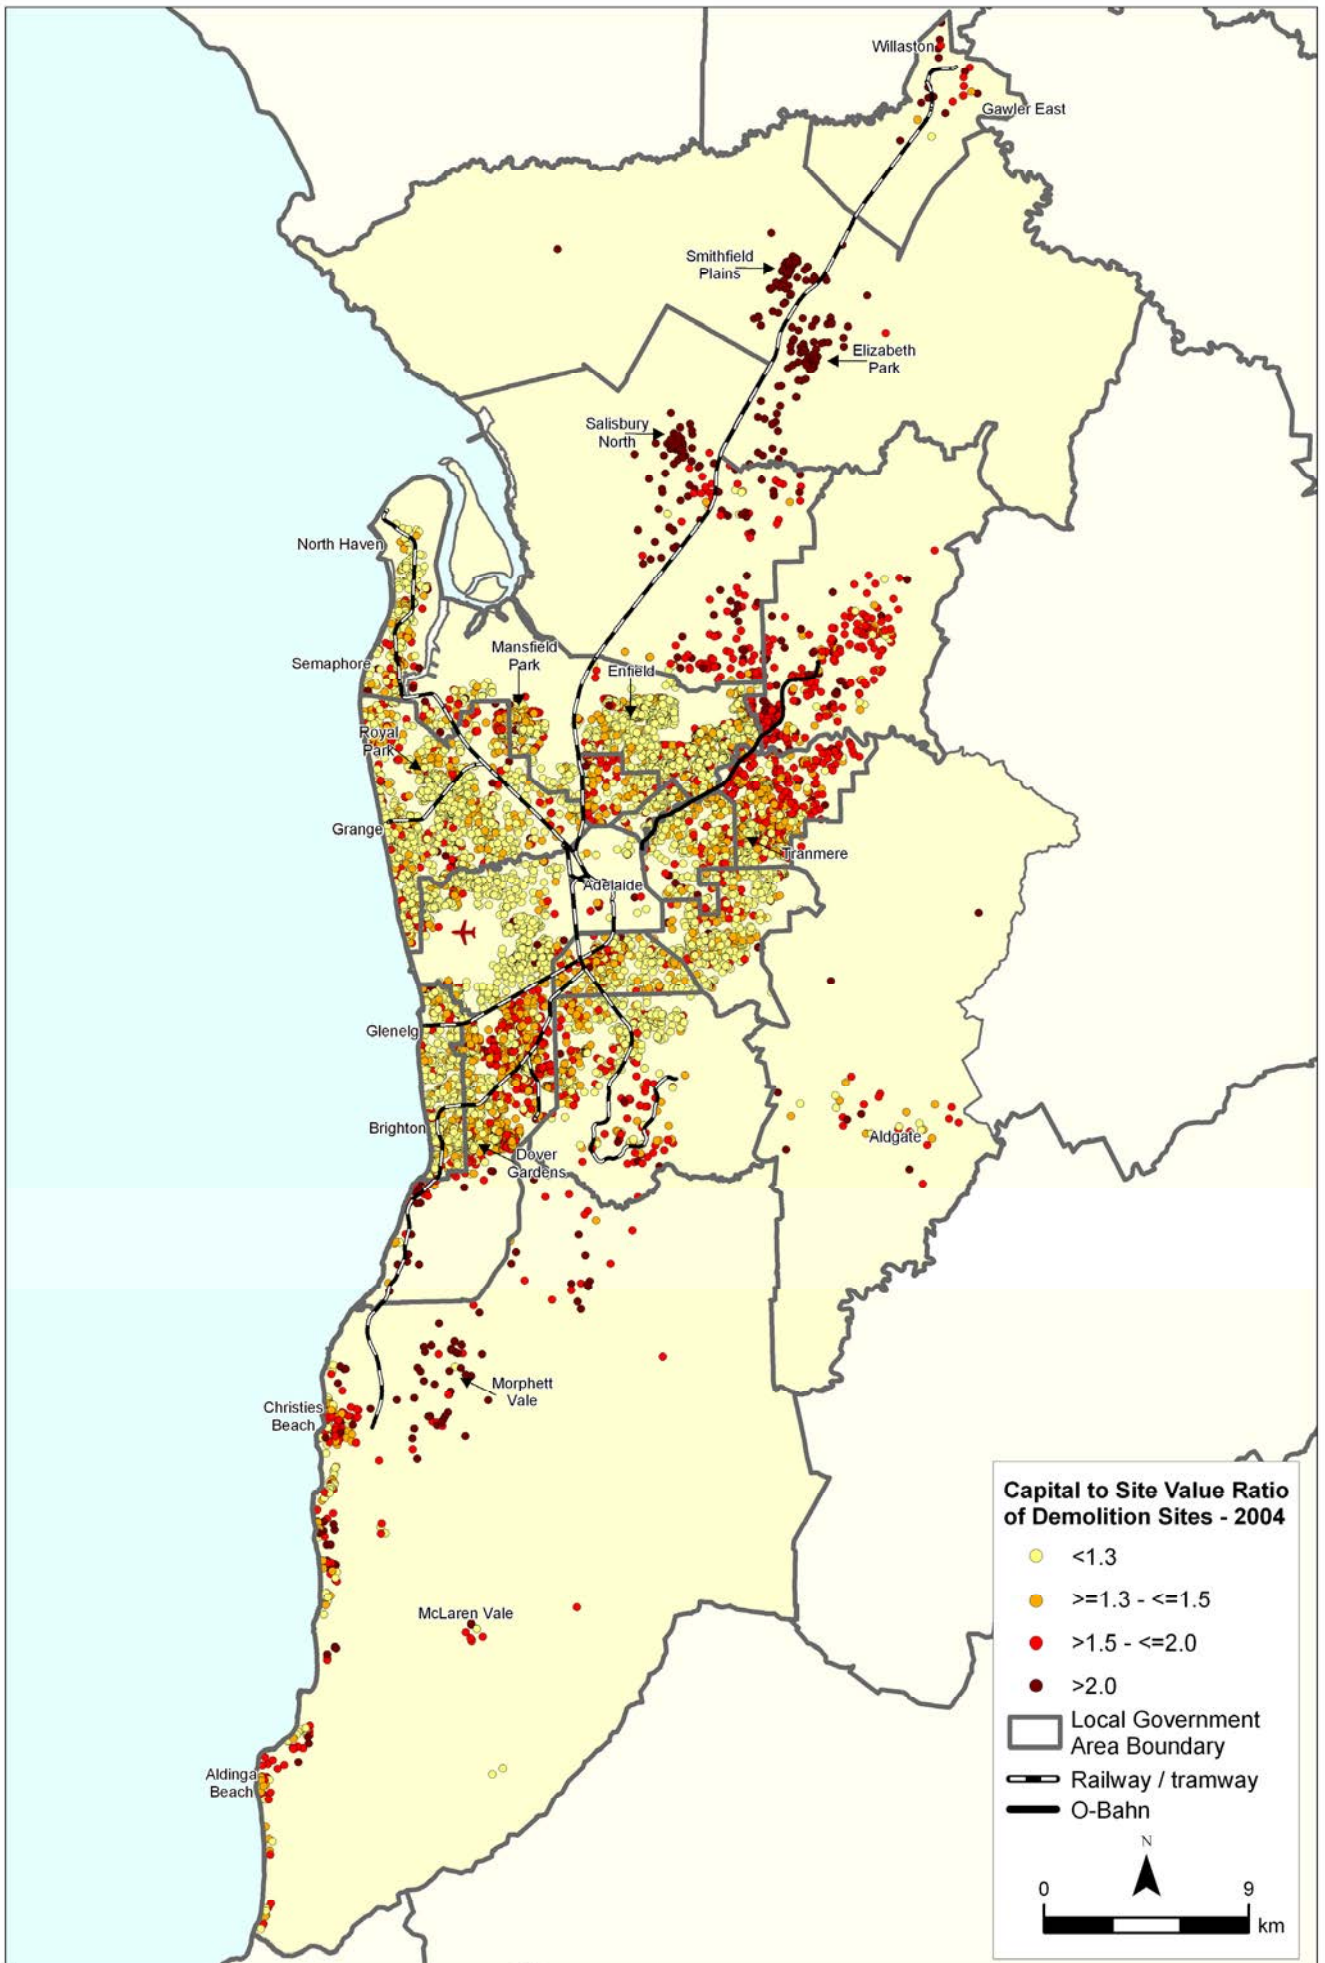 Willaston
Gawler East
Smithfield
Plains
Elizabeth
Park
Salisbury
North
North Haven
Mansfield
Park
Semaphore
Enfield
Royal
Park
Grange
Tranmere
Adelaide
Glenelg
Brighton
Aldgate
Dover
Gardens
Morphett
Vale
Christies
Beach
McLaren Vale
Aldinga
Beach
Capital to Site Value Ratio
of Demolition Sites - 2004
<1.3
>=1.3 - <=1.5
>1.5 - <=2.0
>2.0
Local Government
Area Boundary
Railway / tramway
O-Bahn
N
0 9
km